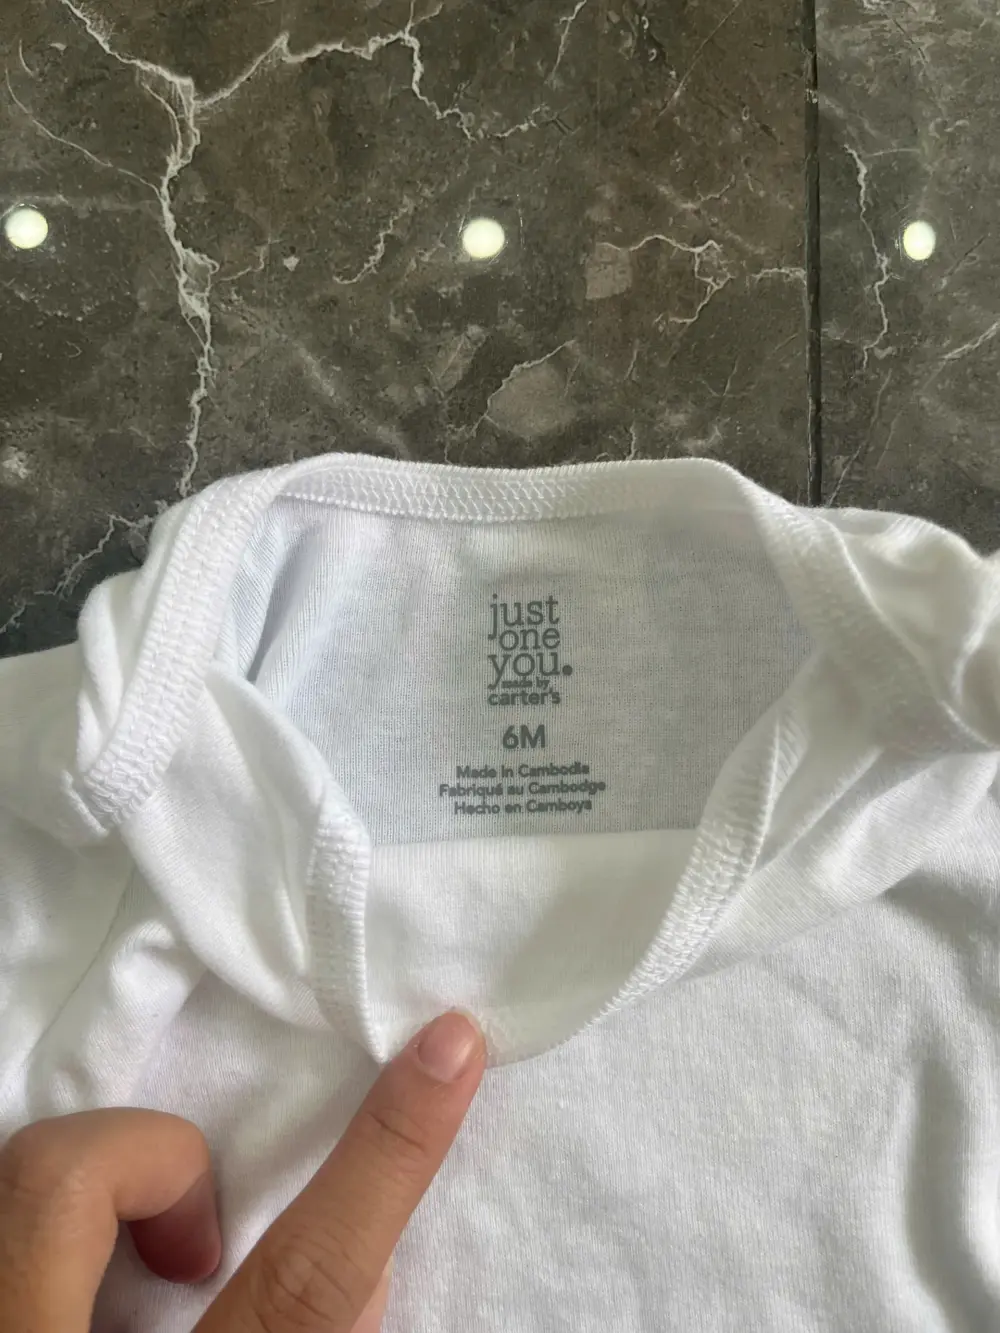 just
one
you.
made by
carter's
6M
Made in Cambodia
Fabriqué au Cambodge
Hecho en Camboya